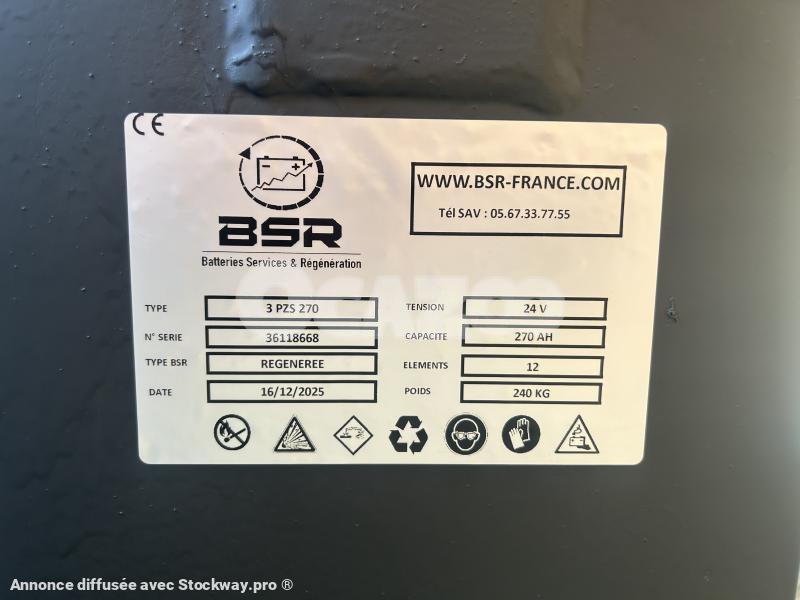 CE
BSR
Batteries Services & Régénération
WWW.BSR-FRANCE.COM
Tél SAV : 05.67.33.77.55
TYPE 3 PZS 270
N° SERIE 36118668
TYPE BSR REGENEREE
DATE 16/12/2025
TENSION 24 V
CAPACITE 270 AH
ELEMENTS 12
POIDS 240 KG
Annonce diffusée avec Stockway.pro ®